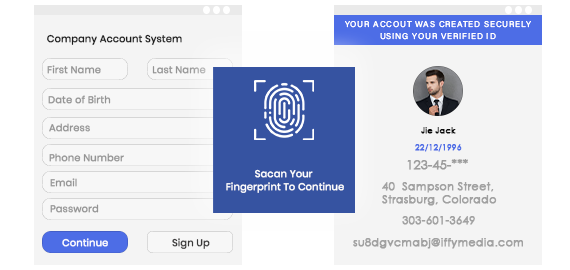 Company Account System
First Name
Last Name
Date of Birth
Address
Phone Number
Email
Password
Continue
Sign Up
Sacan Your
Fingerprint To Continue
YOUR ACCOUT WAS CREATED SECURELY
USING YOUR VERIFIED ID
Jie Jack
22/12/1996
123-45-***
40 Sampson Street,
Strasburg, Colorado
303-601-3649
su8dgvcmabj@iffymedia.com